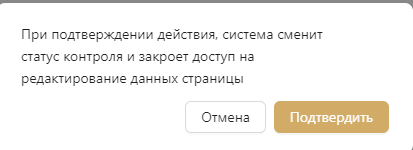 При подтверждении действия, система сменит
статус контроля и закроет доступ на
редактирование данных страницы
Отмена Подтвердить